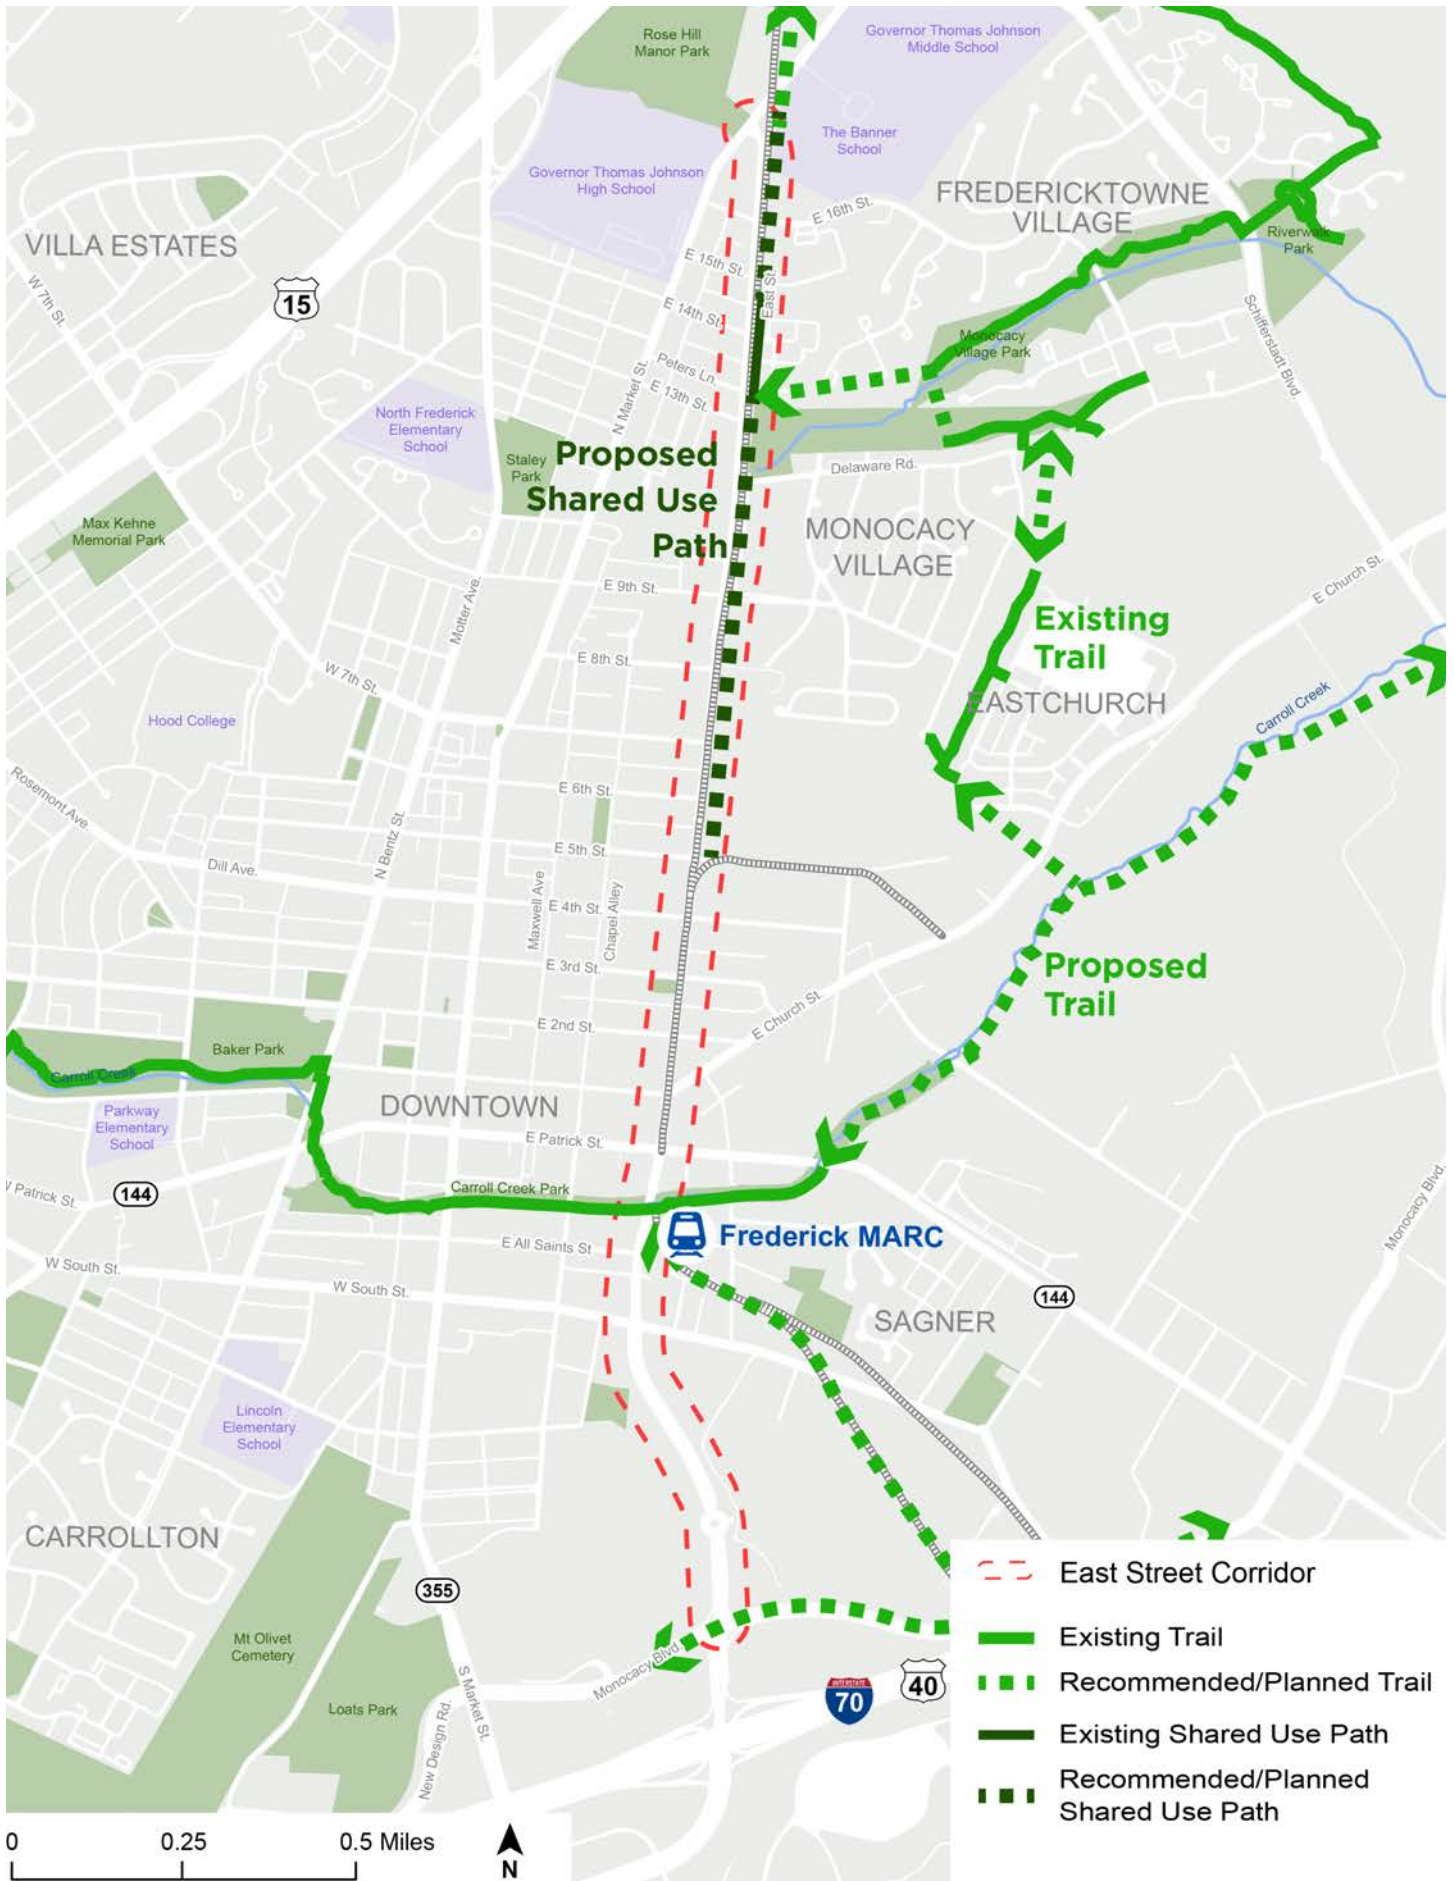 Rose Hill
Manor Park
Governor Thomas Johnson
Middle School
The Banner
School
Governor Thomas Johnson
High School
E 16th St.
FREDERICKTOWNE
VILLAGE
Riverwalk
Park
VILLA ESTATES
W 7th St.
15
E 15th St.
East St.
E 14th St.
Schifferstadt Blvd.
Monocacy
Village Park
Peters Ln.
N Market St.
E 13th St.
North Frederick
Elementary
School
Staley
Park
Proposed
Shared Use
Path
Delaware Rd.
Max Kehne
Memorial Park
MONOCACY
VILLAGE
E 9th St.
E Church St.
Motter Ave.
Existing
Trail
E 8th St.
W 7th St.
EASTCHURCH
Carroll Creek
Hood College
Rosemont Ave.
E 6th St.
N Bentz St.
E 5th St.
Dill Ave.
Maxwell Ave
Chapel Alley
E 4th St.
E 3rd St.
Proposed
Trail
E 2nd St.
E Church St.
Baker Park
Carroll Creek
Parkway
Elementary
School
DOWNTOWN
E Patrick St.
W Patrick St.
144
Carroll Creek Park
Monocacy Blvd.
Frederick MARC
E All Saints St
W South St.
W South St.
144
SAGNER
Lincoln
Elementary
School
CARROLLTON
355
Mt Olivet
Cemetery
S Market St.
Monocacy Blvd.
Loats Park
New Design Rd.
INTERSTATE
70
40
East Street Corridor
Existing Trail
Recommended/Planned Trail
Existing Shared Use Path
Recommended/Planned
Shared Use Path
0 0.25 0.5 Miles
N